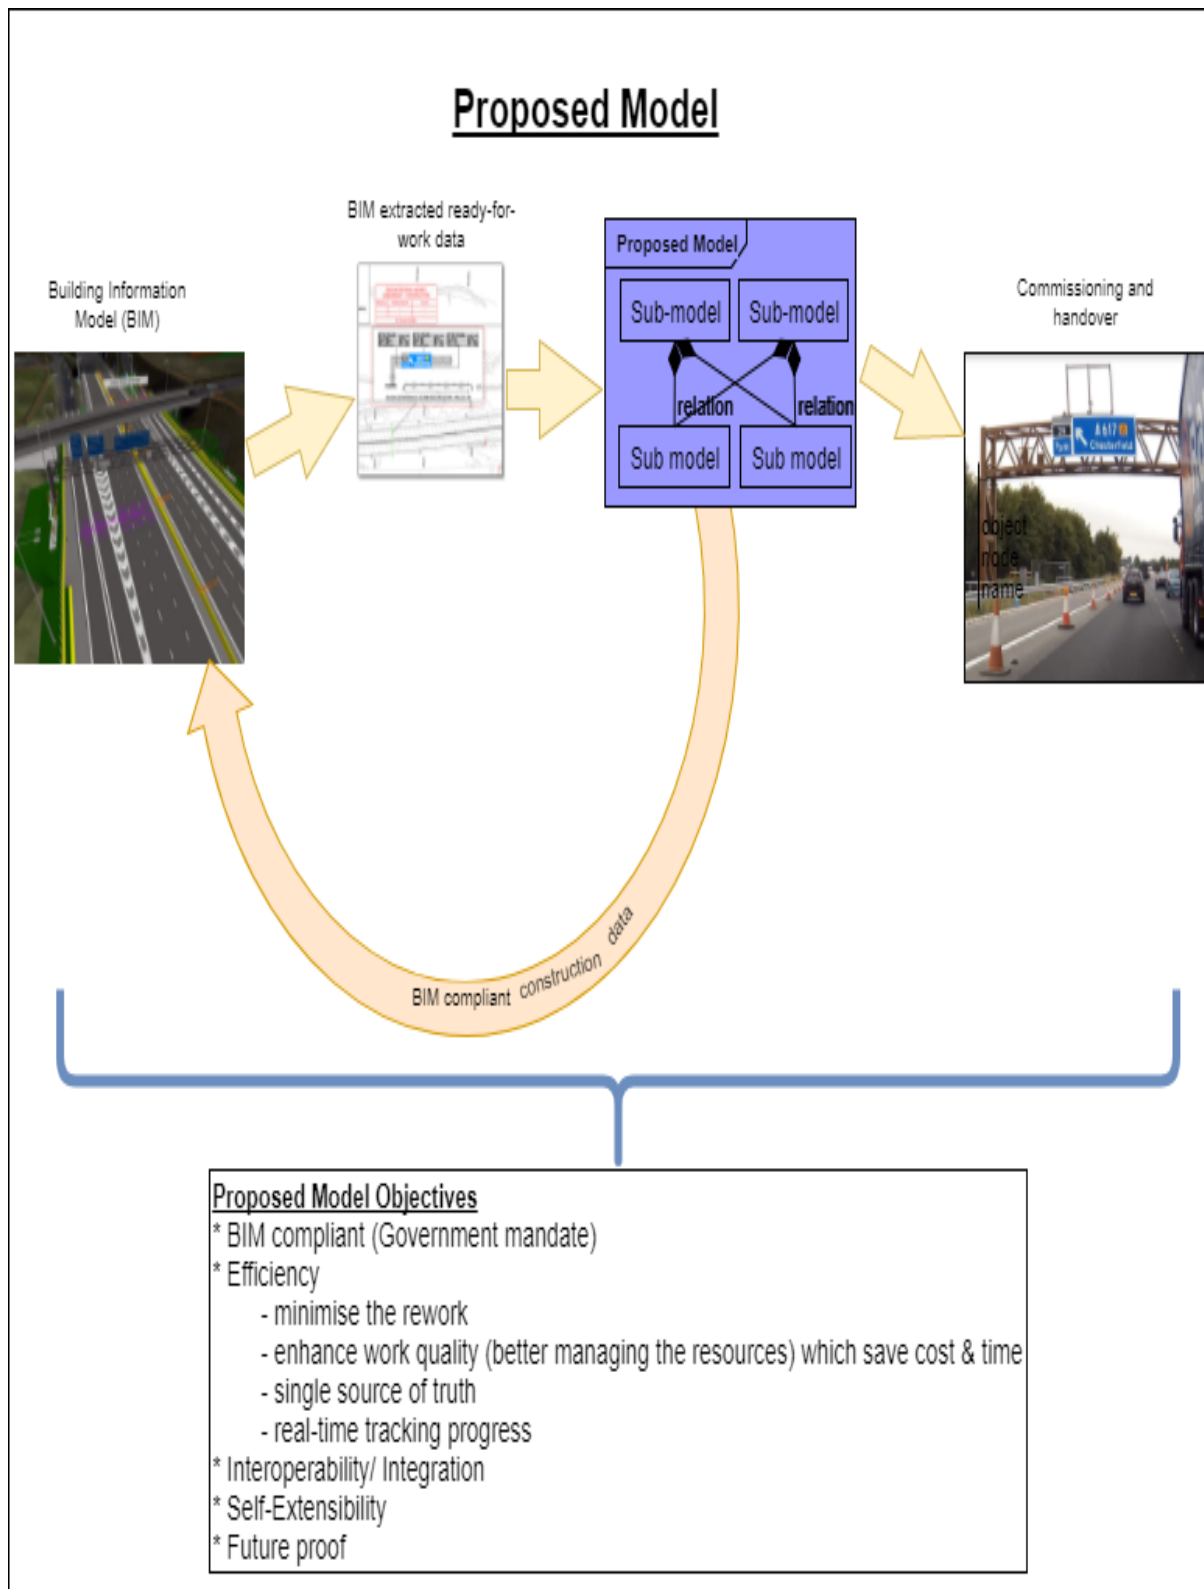 Proposed Model
BIM extracted ready-for-
work data
Building Information
Model (BIM)
Proposed Model
Sub-model
Sub-model
relation
relation
Sub model
Sub model
Commissioning and
handover
A617
Chesterfield
object
node
name
BIM compliant construction data
Proposed Model Objectives
* BIM compliant (Government mandate)
* Efficiency
- minimise the rework
- enhance work quality (better managing the resources) which save cost & time
- single source of truth
- real-time tracking progress
* Interoperability/ Integration
* Self-Extensibility
* Future proof